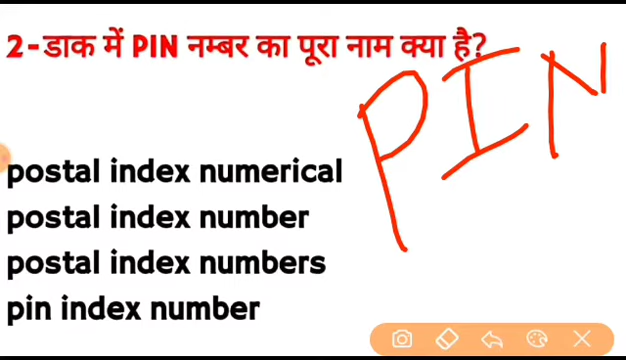 2-डाक में PIN नम्बर का पूरा नाम क्या है?
PIN
postal index numerical
postal index number
postal index numbers
pin index number